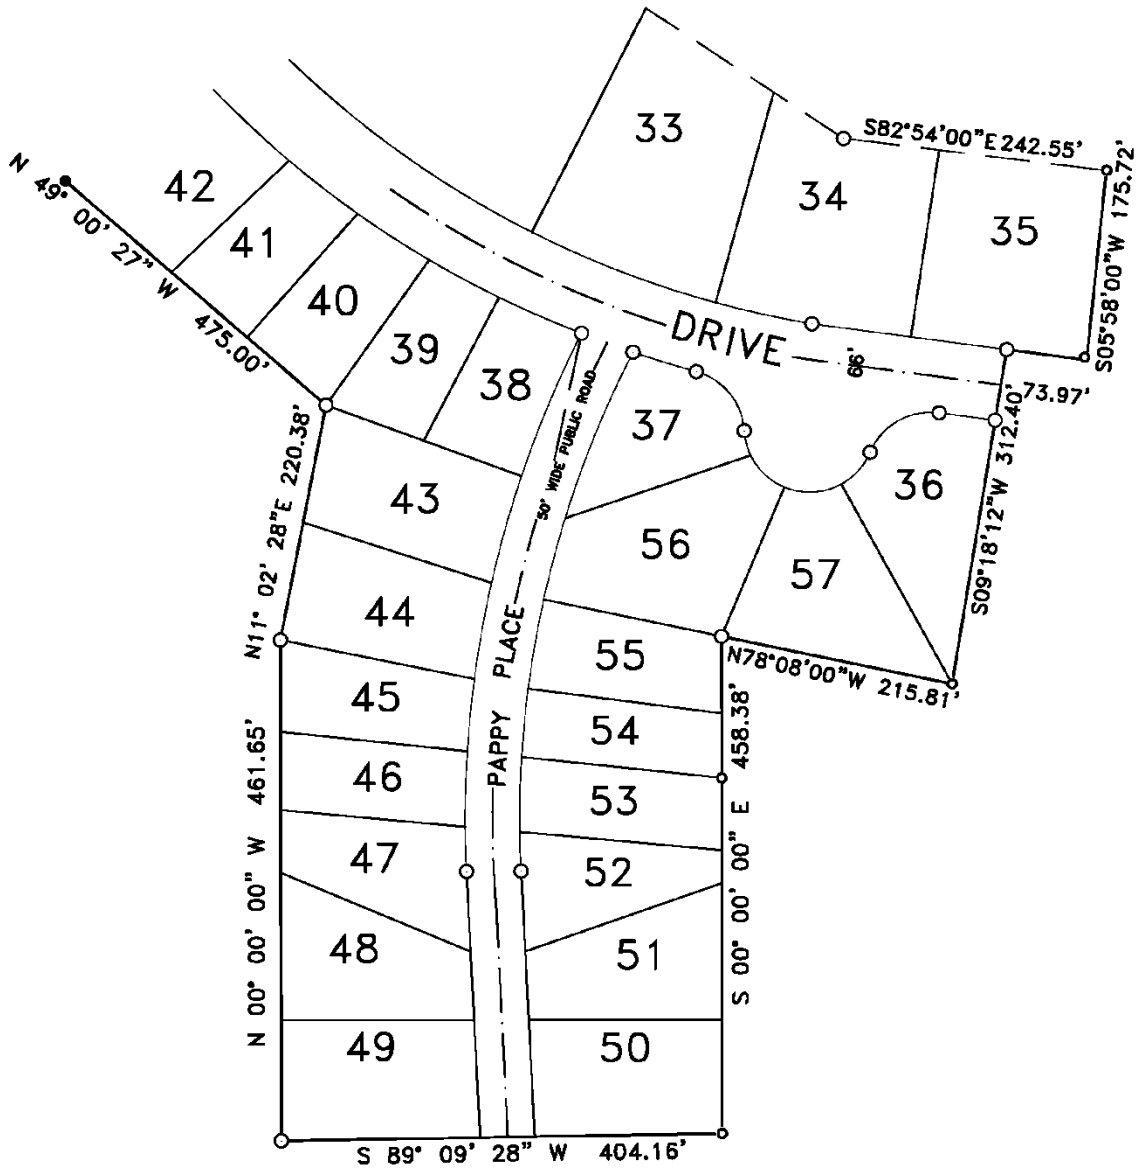 33
S82°54'00"E 242.55'
34
35
S05°58'00"W 175.72'
42
41
40
39
38
N 49° 00' 27" W 475.00'
DRIVE
66'
73.97'
37
36
50' WIDE PUBLIC ROAD
S09°18'12"W 312.40'
43
56
57
N11° 02' 28"E 220.38'
44
55
N78°08'00"W 215.81'
PAPPY PLACE
45
54
46
53
47
52
48
51
49
50
N 00° 00' 00" W 461.65'
S 00° 00' 00" E 458.38'
S 89° 09' 28" W 404.16'